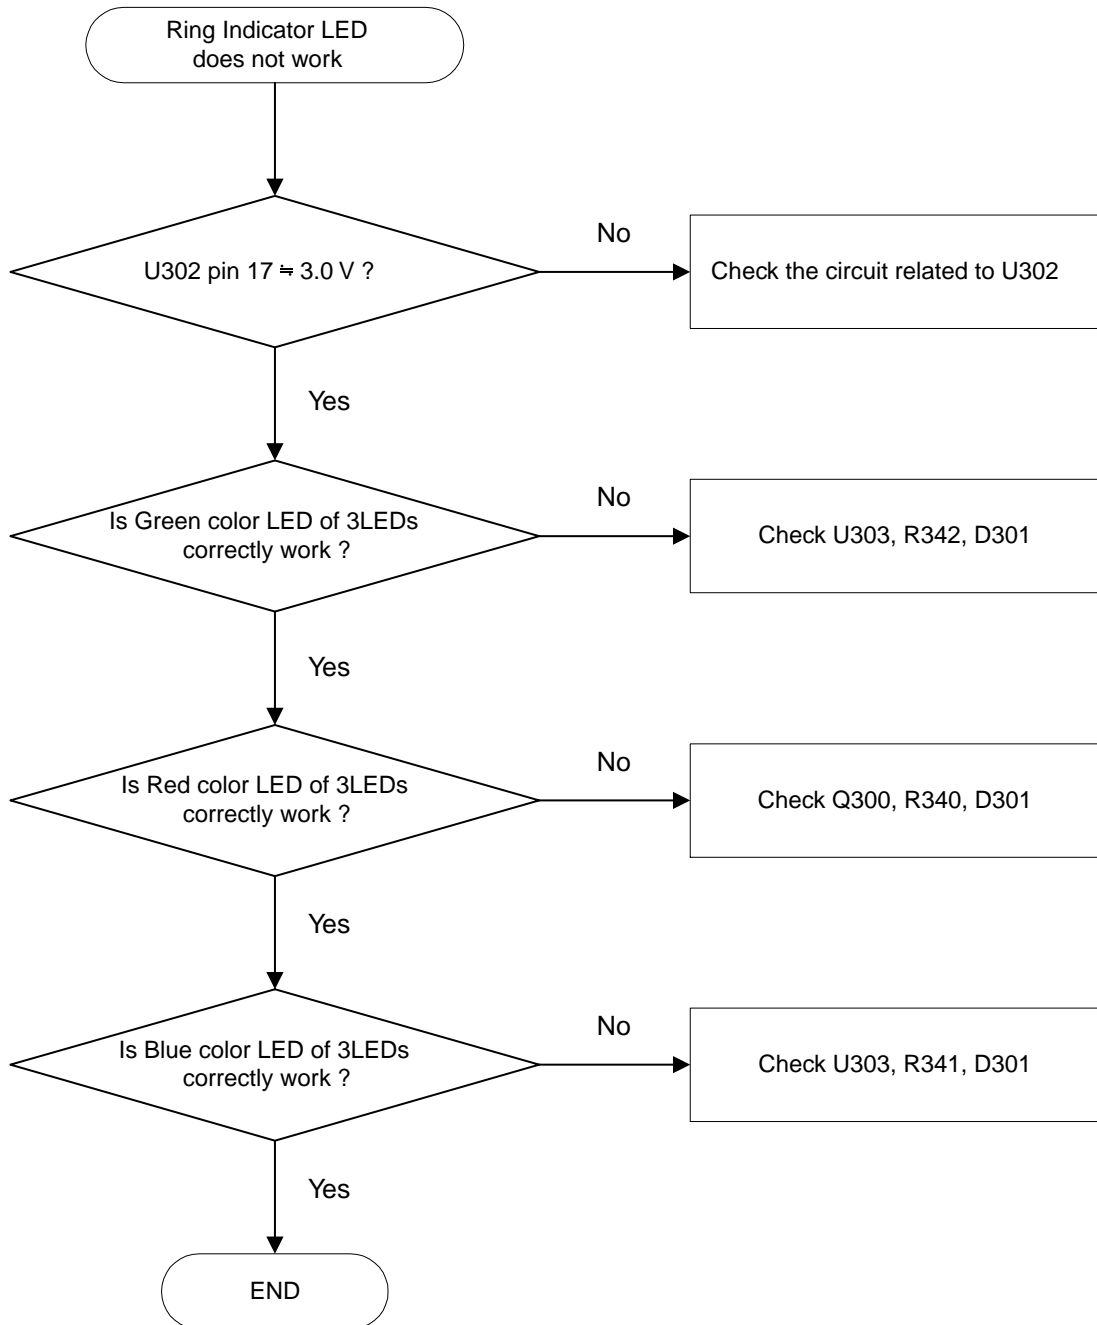 Ring Indicator LED
does not work
U302 pin 17 ≒ 3.0 V ?
No
Check the circuit related to U302
Yes
Is Green color LED of 3LEDs
correctly work ?
No
Check U303, R342, D301
Yes
Is Red color LED of 3LEDs
correctly work ?
No
Check Q300, R340, D301
Yes
Is Blue color LED of 3LEDs
correctly work ?
No
Check U303, R341, D301
Yes
END